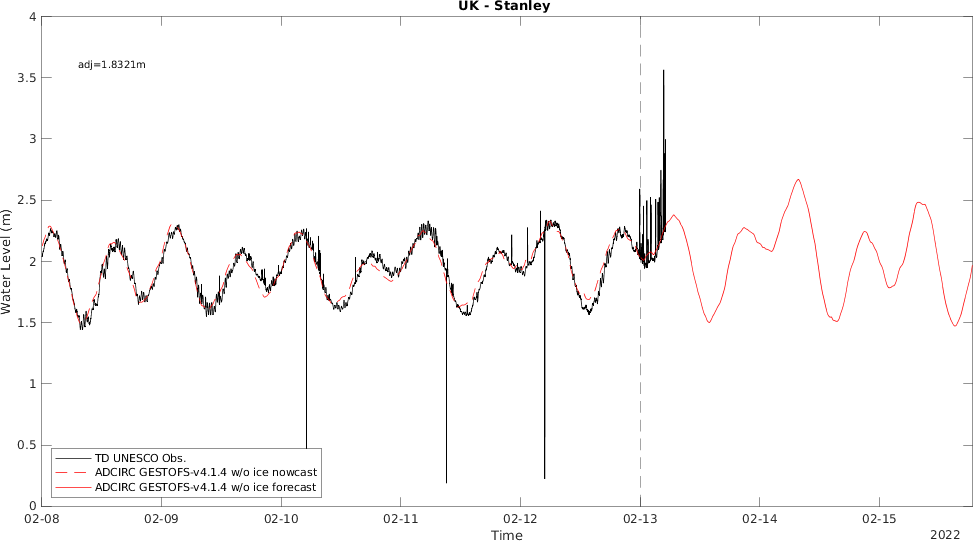 UK - Stanley
4
3.5
3
2.5
2
1.5
1
0.5
0
Water Level (m)
adj=1.8321m
TD UNESCO Obs.
ADCIRC GESTOFS-v4.1.4 w/o ice nowcast
ADCIRC GESTOFS-v4.1.4 w/o ice forecast
02-08 02-09 02-10 02-11 02-12 02-13 02-14 02-15
Time
2022